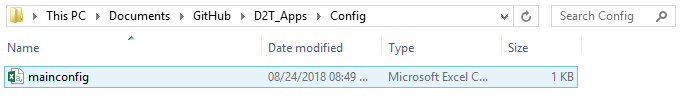 This PC Documents GitHub D2T_Apps Config Search Config
Name Date modified Type Size
mainconfig 08/24/2018 08:49 ... Microsoft Excel C... 1 KB